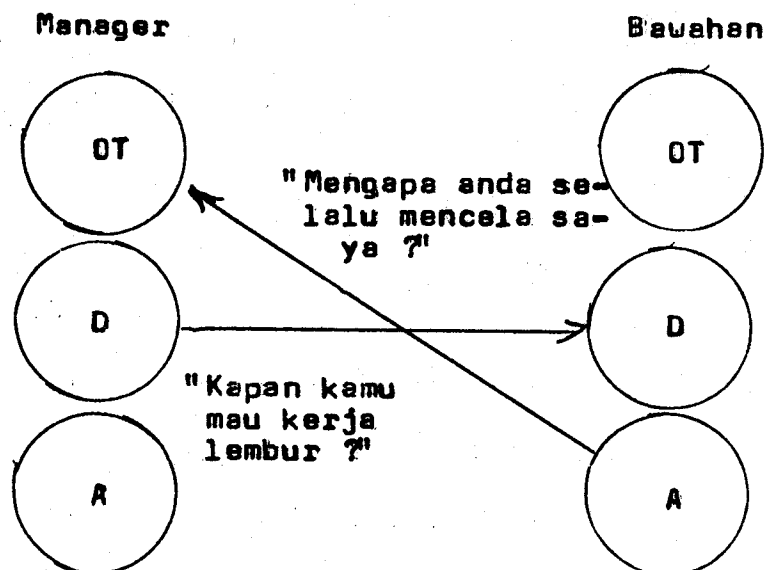 Manager
Bawahan
OT
OT
"Mengapa anda se-
lalu mencela sa-
ya ?"
D
D
"Kapan kamu
mau kerja
lembur ?"
A
A